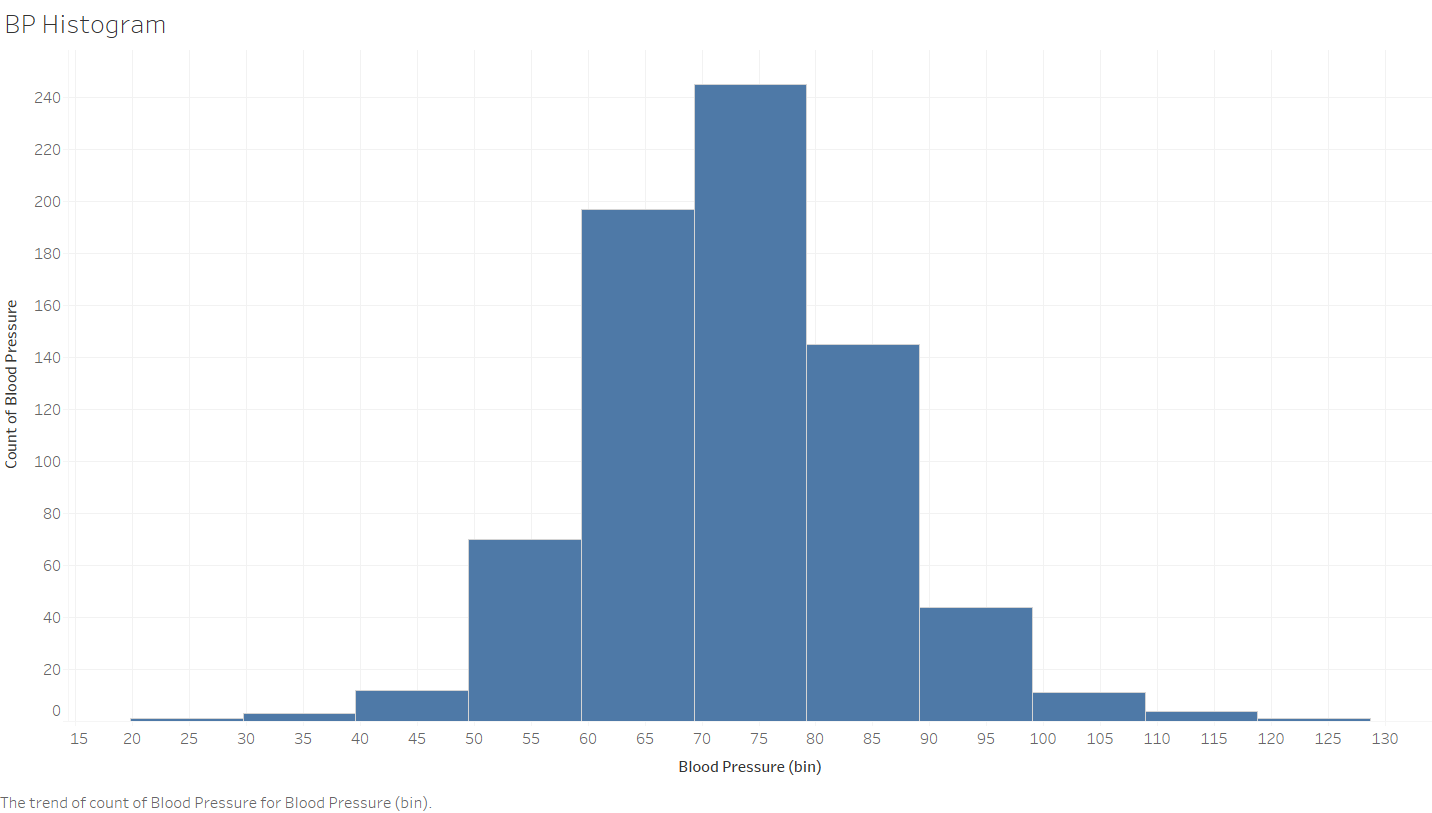 BP Histogram
240
220
200
180
160
140
120
100
80
60
40
20
0
Count of Blood Pressure
15 20 25 30 35 40 45 50 55 60 65 70 75 80 85 90 95 100 105 110 115 120 125 130
Blood Pressure (bin)
The trend of count of Blood Pressure for Blood Pressure (bin).